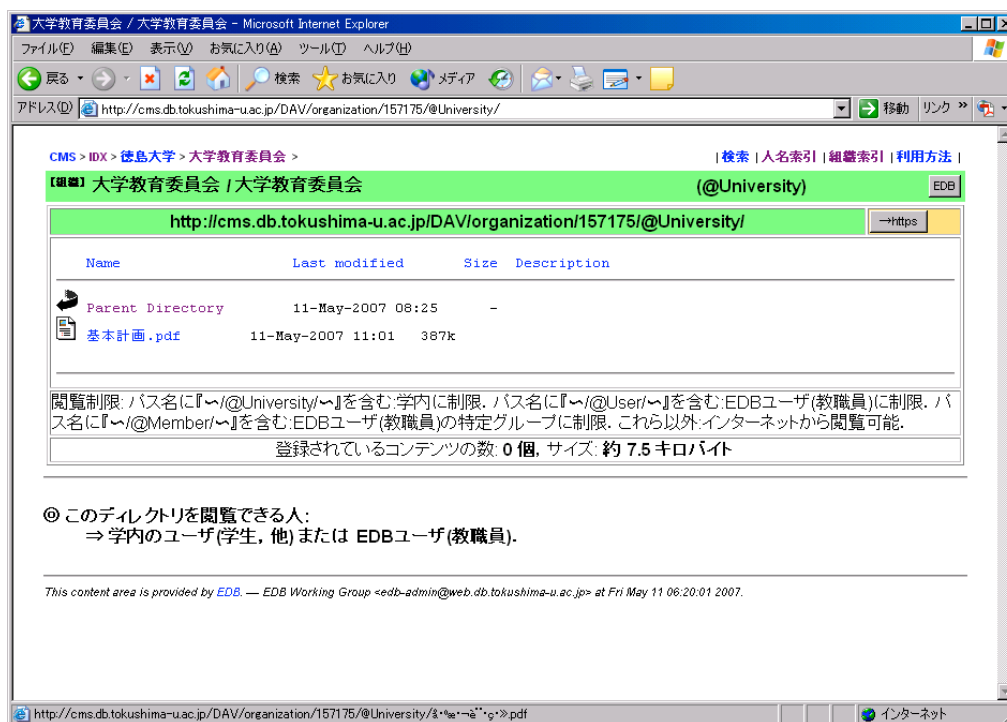 大学教育委員会 / 大学教育委員会 - Microsoft Internet Explorer
ファイル(F) 編集(E) 表示(V) お気に入り(A) ツール(T) ヘルプ(H)
戻る 検索 お気に入り メディア
アドレス(D) http://cms.db.tokushima-u.ac.jp/DAV/organization/157175/@University/ 移動 リンク »
CMS > IDX > 徳島大学 > 大学教育委員会 > | 検索 | 人名索引 | 組織索引 | 利用方法 |
【組織】 大学教育委員会 / 大学教育委員会 (@University) EDB
http://cms.db.tokushima-u.ac.jp/DAV/organization/157175/@University/ →https
Name Last modified Size Description
Parent Directory 11-May-2007 08:25 -
基本計画.pdf 11-May-2007 11:01 387k
閲覧制限: パス名に『〜/@University/〜』を含む:学内に制限. パス名に『〜/@User/〜』を含む:EDBユーザ(教職員)に制限. パ
ス名に『〜/@Member/〜』を含む:EDBユーザ(教職員)の特定グループに制限. これら以外:インターネットから閲覧可能.
登録されているコンテンツの数: 0 個, サイズ: 約 7.5 キロバイト
◎ このディレクトリを閲覧できる人:
⇒ 学内のユーザ(学生, 他) または EDBユーザ(教職員).
This content area is provided by EDB. — EDB Working Group <edb-admin@web.db.tokushima-u.ac.jp> at Fri May 11 06:20:01 2007.
http://cms.db.tokushima-u.ac.jp/DAV/organization/157175/@University/ .pdf インターネット